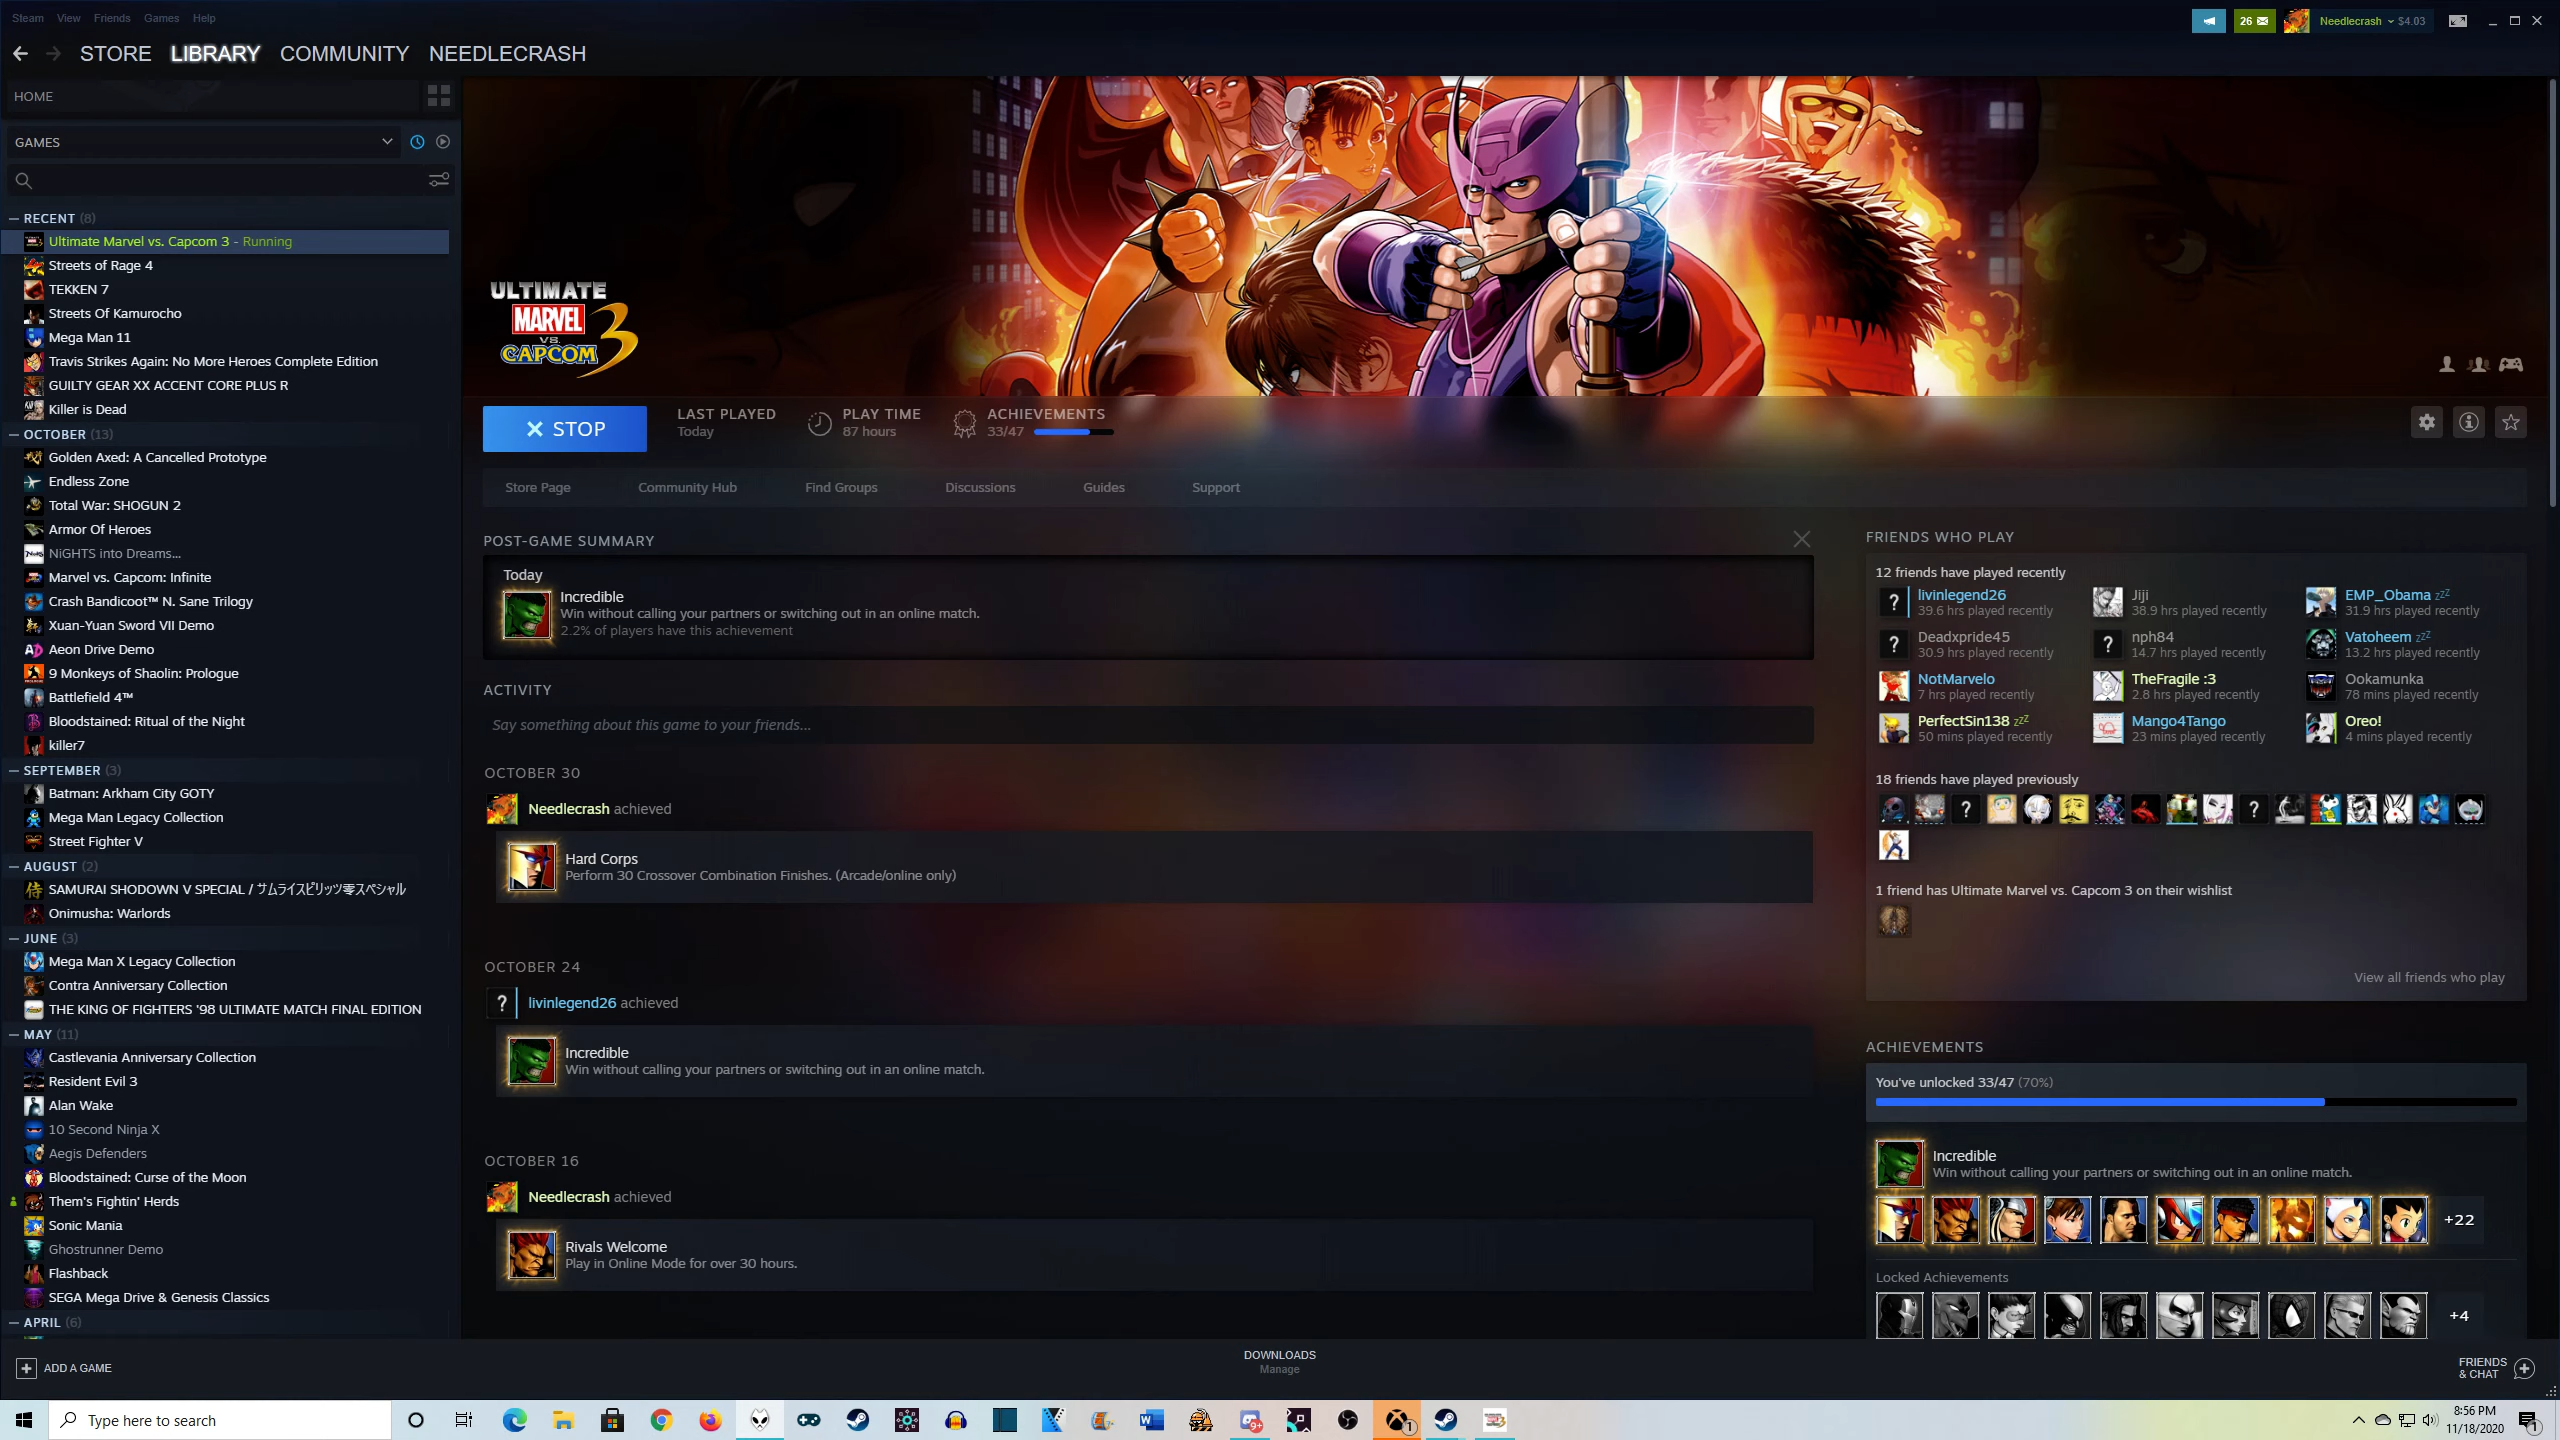 Steam View Friends Games Help
26 Needlecrash $4.03
STORE LIBRARY COMMUNITY NEEDLECRASH
HOME
GAMES
— RECENT (8)
Ultimate Marvel vs. Capcom 3 - Running
Streets of Rage 4
TEKKEN 7
Streets Of Kamurocho
Mega Man 11
Travis Strikes Again: No More Heroes Complete Edition
GUILTY GEAR XX ACCENT CORE PLUS R
Killer is Dead
— OCTOBER (13)
Golden Axed: A Cancelled Prototype
Endless Zone
Total War: SHOGUN 2
Armor Of Heroes
NiGHTS into Dreams...
Marvel vs. Capcom: Infinite
Crash Bandicoot™ N. Sane Trilogy
Xuan-Yuan Sword VII Demo
Aeon Drive Demo
9 Monkeys of Shaolin: Prologue
Battlefield 4™
Bloodstained: Ritual of the Night
killer7
— SEPTEMBER (3)
Batman: Arkham City GOTY
Mega Man Legacy Collection
Street Fighter V
— AUGUST (2)
SAMURAI SHODOWN V SPECIAL / サムライスピリッツ零スペシャル
Onimusha: Warlords
— JUNE (3)
Mega Man X Legacy Collection
Contra Anniversary Collection
THE KING OF FIGHTERS '98 ULTIMATE MATCH FINAL EDITION
— MAY (11)
Castlevania Anniversary Collection
Resident Evil 3
Alan Wake
10 Second Ninja X
Aegis Defenders
Bloodstained: Curse of the Moon
Them's Fightin' Herds
Sonic Mania
Ghostrunner Demo
Flashback
SEGA Mega Drive & Genesis Classics
— APRIL (6)
ADD A GAME
ULTIMATE
MARVEL
VS.
CAPCOM 3
STOP
LAST PLAYED
Today
PLAY TIME
87 hours
ACHIEVEMENTS
33/47
Store Page Community Hub Find Groups Discussions Guides Support
POST-GAME SUMMARY
Today
Incredible
Win without calling your partners or switching out in an online match.
2.2% of players have this achievement
ACTIVITY
Say something about this game to your friends...
OCTOBER 30
Needlecrash achieved
Hard Corps
Perform 30 Crossover Combination Finishes. (Arcade/online only)
OCTOBER 24
livinlegend26 achieved
Incredible
Win without calling your partners or switching out in an online match.
OCTOBER 16
Needlecrash achieved
Rivals Welcome
Play in Online Mode for over 30 hours.
FRIENDS WHO PLAY
12 friends have played recently
livinlegend26
39.6 hrs played recently
Jiji
38.9 hrs played recently
EMP_Obama zzZ
31.9 hrs played recently
Deadxpride45
30.9 hrs played recently
nph84
14.7 hrs played recently
Vatoheem zzZ
13.2 hrs played recently
NotMarvelo
7 hrs played recently
TheFragile :3
2.8 hrs played recently
Ookamunka
78 mins played recently
PerfectSin138 zzZ
50 mins played recently
Mango4Tango
23 mins played recently
Oreo!
4 mins played recently
18 friends have played previously
1 friend has Ultimate Marvel vs. Capcom 3 on their wishlist
View all friends who play
ACHIEVEMENTS
You've unlocked 33/47 (70%)
Incredible
Win without calling your partners or switching out in an online match.
+22
Locked Achievements
+4
DOWNLOADS
Manage
FRIENDS
& CHAT
Type here to search
9+
1
8:56 PM
11/18/2020
1